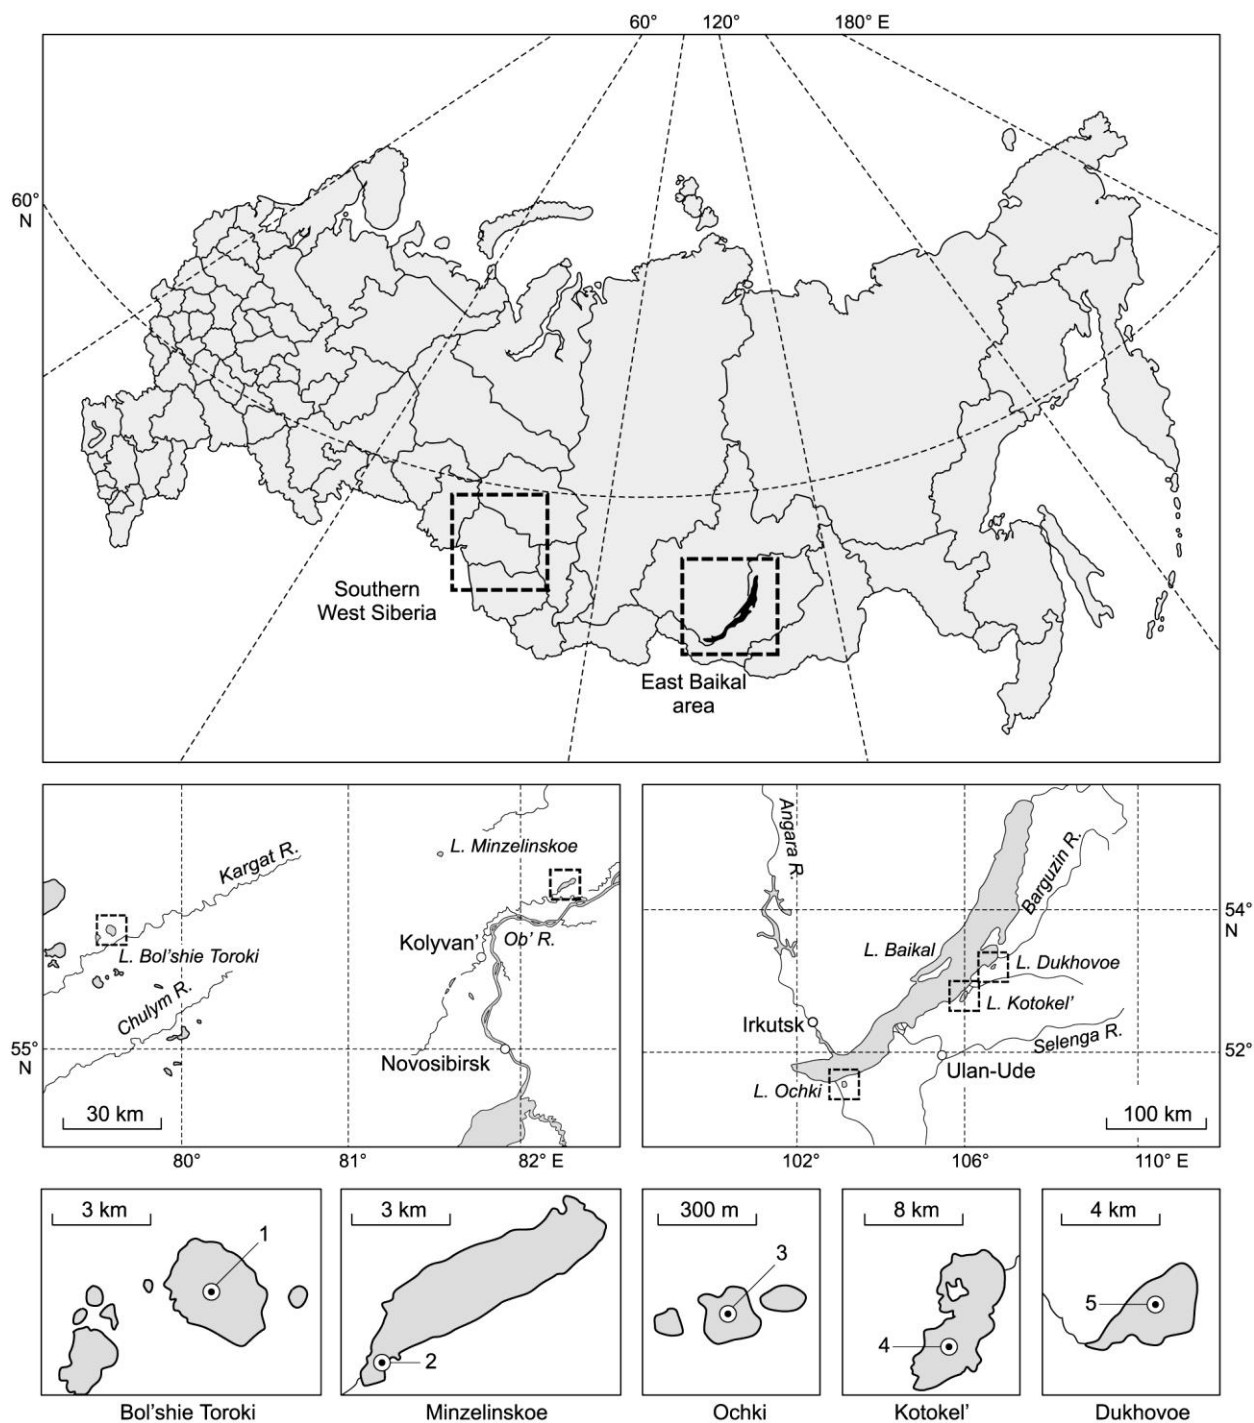 60° 120° 180° E
60°
N
Southern
West Siberia
East Baikal
area
Kargat R.
L. Minzelinskoe
Kolyvan'
Ob' R.
L. Bol'shie Toroki
Chulym R.
Novosibirsk
55°
N
30 km
80° 81° 82° E
Angara R.
Barguzin R.
54°
N
L. Baikal
L. Dukhovoe
L. Kotokel'
Irkutsk
Selenga R.
52°
Ulan-Ude
L. Ochki
100 km
102° 106° 110° E
3 km
1
Bol'shie Toroki
3 km
2
Minzelinskoe
300 m
3
Ochki
8 km
4
Kotokel'
4 km
5
Dukhovoe